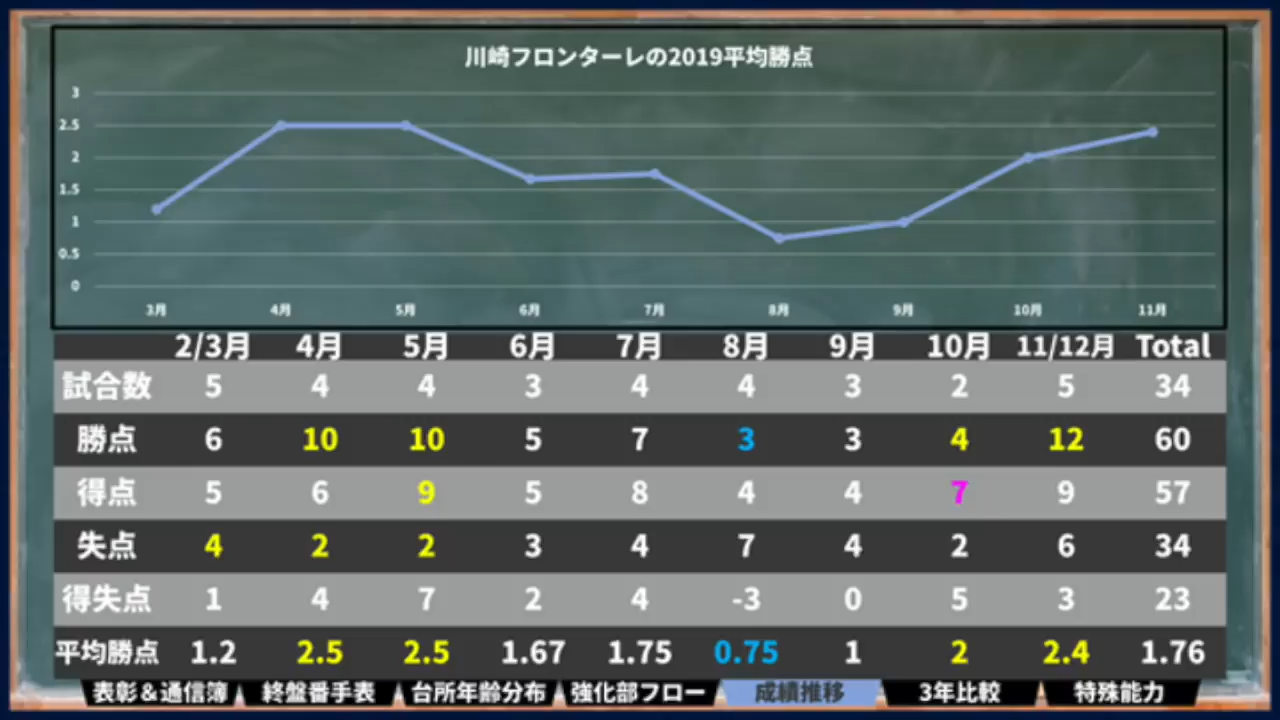 川崎フロンターレの2019平均勝点
3
2.5
2
1.5
1
0.5
0
3月 4月 5月 6月 7月 8月 9月 10月 11月
2/3月 4月 5月 6月 7月 8月 9月 10月 11/12月 Total
試合数 5 4 4 3 4 4 3 2 5 34
勝点 6 10 10 5 7 3 3 4 12 60
得点 5 6 9 5 8 4 4 7 9 57
失点 4 2 2 3 4 7 4 2 6 34
得失点 1 4 7 2 4 -3 0 5 3 23
平均勝点 1.2 2.5 2.5 1.67 1.75 0.75 1 2 2.4 1.76
表彰&通信簿 終盤番手表 台所年齢分布 強化部フロー 成績推移 3年比較 特殊能力